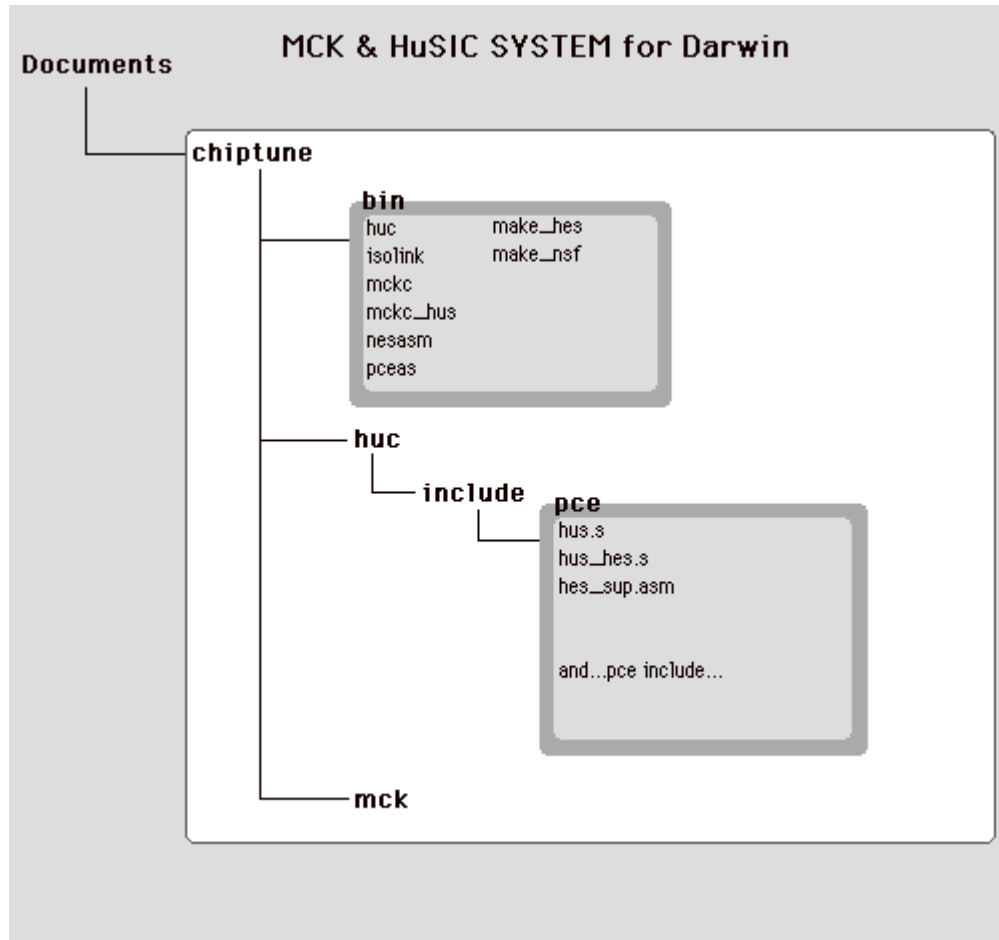 MCK & HuSIC SYSTEM for Darwin
Documents
chiptune
bin
huc
isolink
mckc
mckc_hus
nesasm
pceas
make_hes
make_nsf
huc
include
pce
hus.s
hus_hes.s
hes_sup.asm
and...pce include...
mck